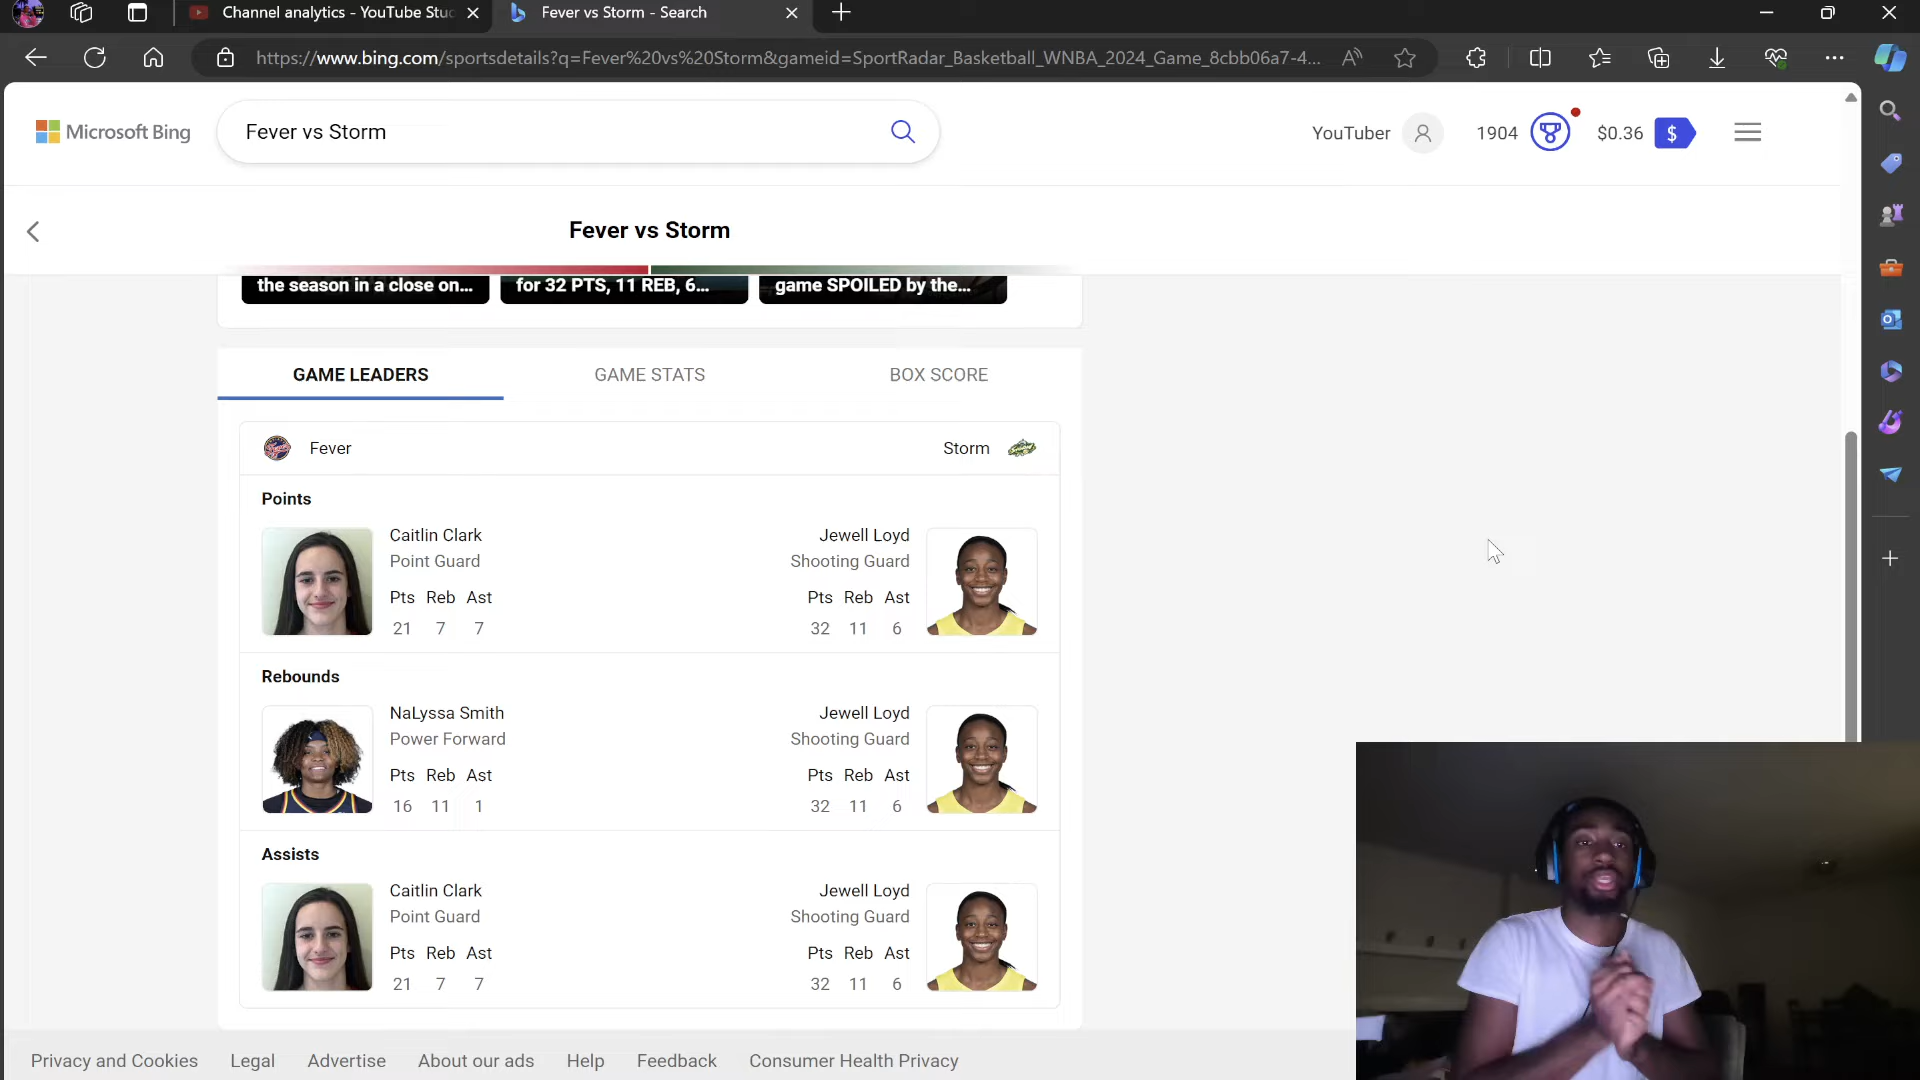 Channel analytics - YouTube Stu
Fever vs Storm - Search
https://www.bing.com/sportsdetails?q=Fever%20vs%20Storm&gameid=SportRadar_Basketball_WNBA_2024_Game_8cbb06a7-4...
Microsoft Bing
Fever vs Storm
YouTuber
1904
$0.36
$
Fever vs Storm
the season in a close on...
for 32 PTS, 11 REB, 6...
game SPOILED by the...
GAME LEADERS
GAME STATS
BOX SCORE
Fever
Storm
Points
Caitlin Clark
Point Guard
Pts Reb Ast
21 7 7
Jewell Loyd
Shooting Guard
Pts Reb Ast
32 11 6
Rebounds
NaLyssa Smith
Power Forward
Pts Reb Ast
16 11 1
Jewell Loyd
Shooting Guard
Pts Reb Ast
32 11 6
Assists
Caitlin Clark
Point Guard
Pts Reb Ast
21 7 7
Jewell Loyd
Shooting Guard
Pts Reb Ast
32 11 6
Privacy and Cookies
Legal
Advertise
About our ads
Help
Feedback
Consumer Health Privacy